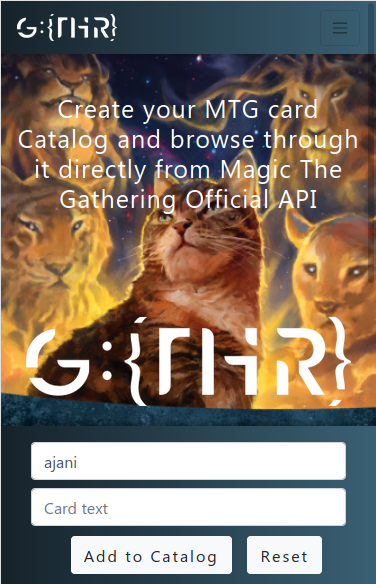 G:{THR}
Create your MTG card
Catalog and browse through
it directly from Magic The
Gathering Official API
G:{THR}
ajani
Card text
Add to Catalog Reset